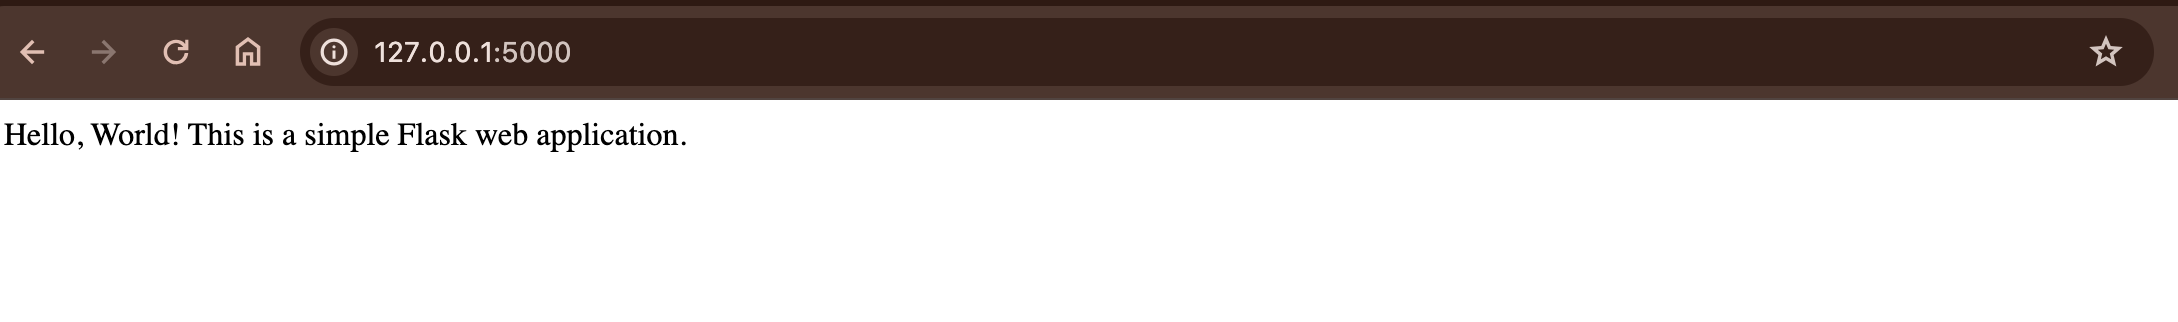 127.0.0.1:5000
Hello, World! This is a simple Flask web application.